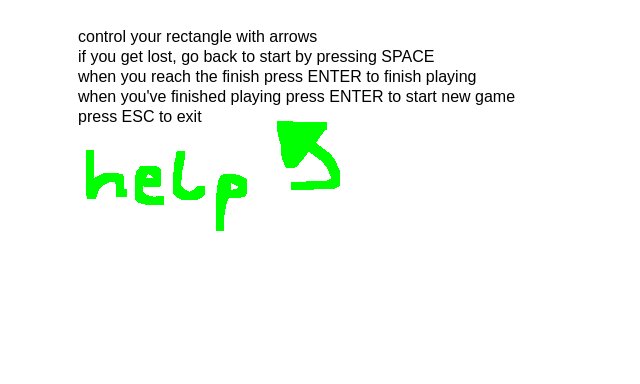 control your rectangle with arrows
if you get lost, go back to start by pressing SPACE
when you reach the finish press ENTER to finish playing
when you've finished playing press ENTER to start new game
press ESC to exit
help